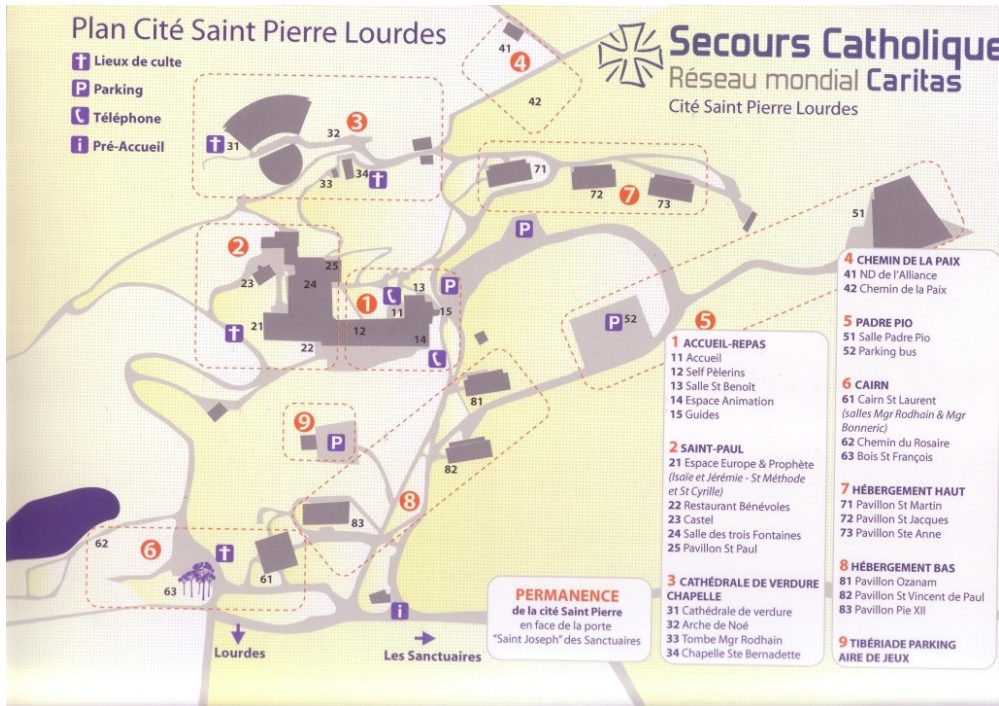 Plan Cité Saint Pierre Lourdes
Lieux de culte
P Parking
Téléphone
i Pré-Accueil
Secours Catholique
Réseau mondial Caritas
Cité Saint Pierre Lourdes
41
4
42
3
32
31
33
34
71
72
7
73
51
P
2
25
23
24
1
13
P
11
15
21
12
14
22
P
52
5
81
9
P
82
8
83
62
6
61
63
i
Lourdes
Les Sanctuaires
PERMANENCE
de la cité Saint Pierre
en face de la porte
"Saint Joseph" des Sanctuaires
1 ACCUEIL-REPAS
11 Accueil
12 Self Pèlerins
13 Salle St Benoît
14 Espace Animation
15 Guides
2 SAINT-PAUL
21 Espace Europe & Prophète
(Isaïe et Jérémie - St Méthode
et St Cyrille)
22 Restaurant Bénévoles
23 Castel
24 Salle des trois Fontaines
25 Pavillon St Paul
3 CATHÉDRALE DE VERDURE
CHAPELLE
31 Cathédrale de verdure
32 Arche de Noé
33 Tombe Mgr Rodhain
34 Chapelle Ste Bernadette
4 CHEMIN DE LA PAIX
41 ND de l'Alliance
42 Chemin de la Paix
5 PADRE PIO
51 Salle Padre Pio
52 Parking bus
6 CAIRN
61 Cairn St Laurent
(salles Mgr Rodhain & Mgr
Bonneric)
62 Chemin du Rosaire
63 Bois St François
7 HÉBERGEMENT HAUT
71 Pavillon St Martin
72 Pavillon St Jacques
73 Pavillon Ste Anne
8 HÉBERGEMENT BAS
81 Pavillon Ozanam
82 Pavillon St Vincent de Paul
83 Pavillon Pie XII
9 TIBÉRIADE PARKING
AIRE DE JEUX